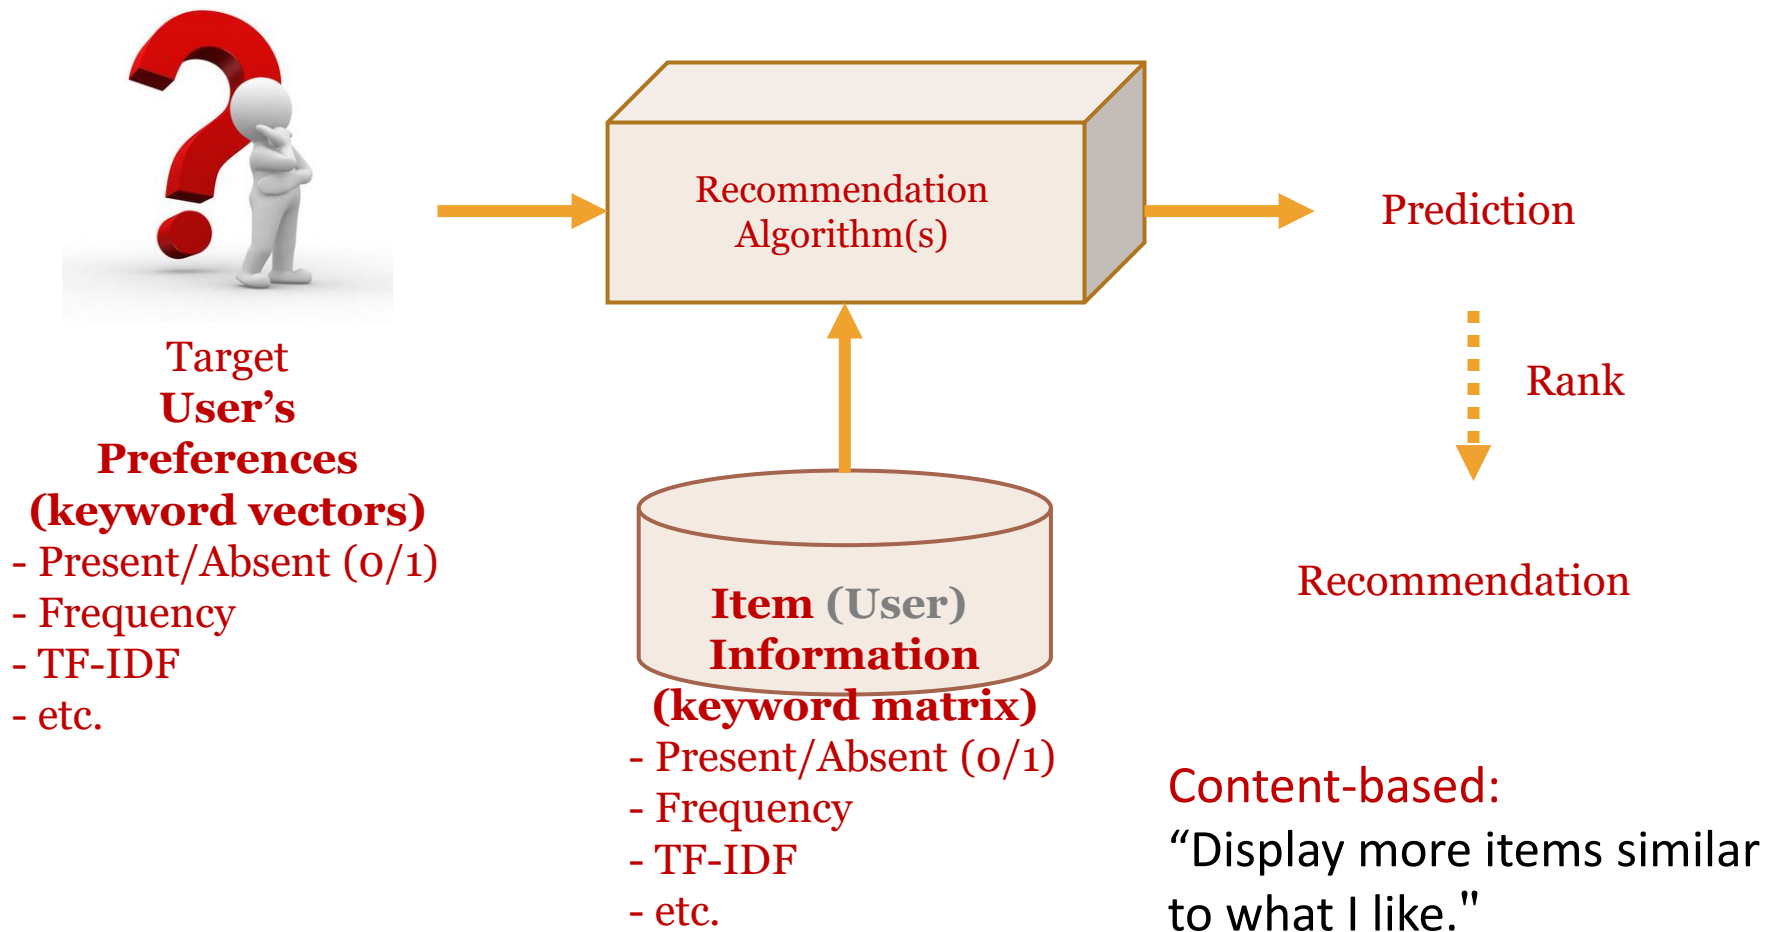 Target
User’s
Preferences
(keyword vectors)
- Present/Absent (0/1)
- Frequency
- TF-IDF
- etc.
Recommendation
Algorithm(s)
Item (User)
Information
(keyword matrix)
- Present/Absent (0/1)
- Frequency
- TF-IDF
- etc.
Prediction
Rank
Recommendation
Content-based:
“Display more items similar
to what I like."